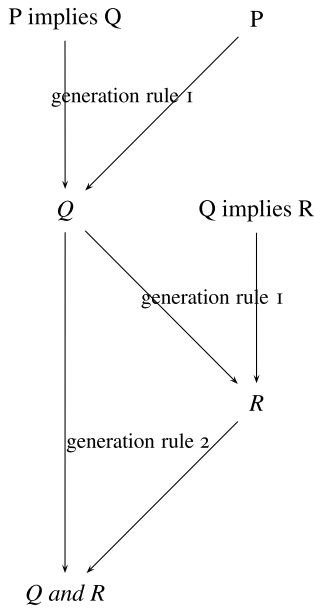 P implies Q
P
generation rule 1
Q
Q implies R
generation rule 1
R
generation rule 2
Q and R